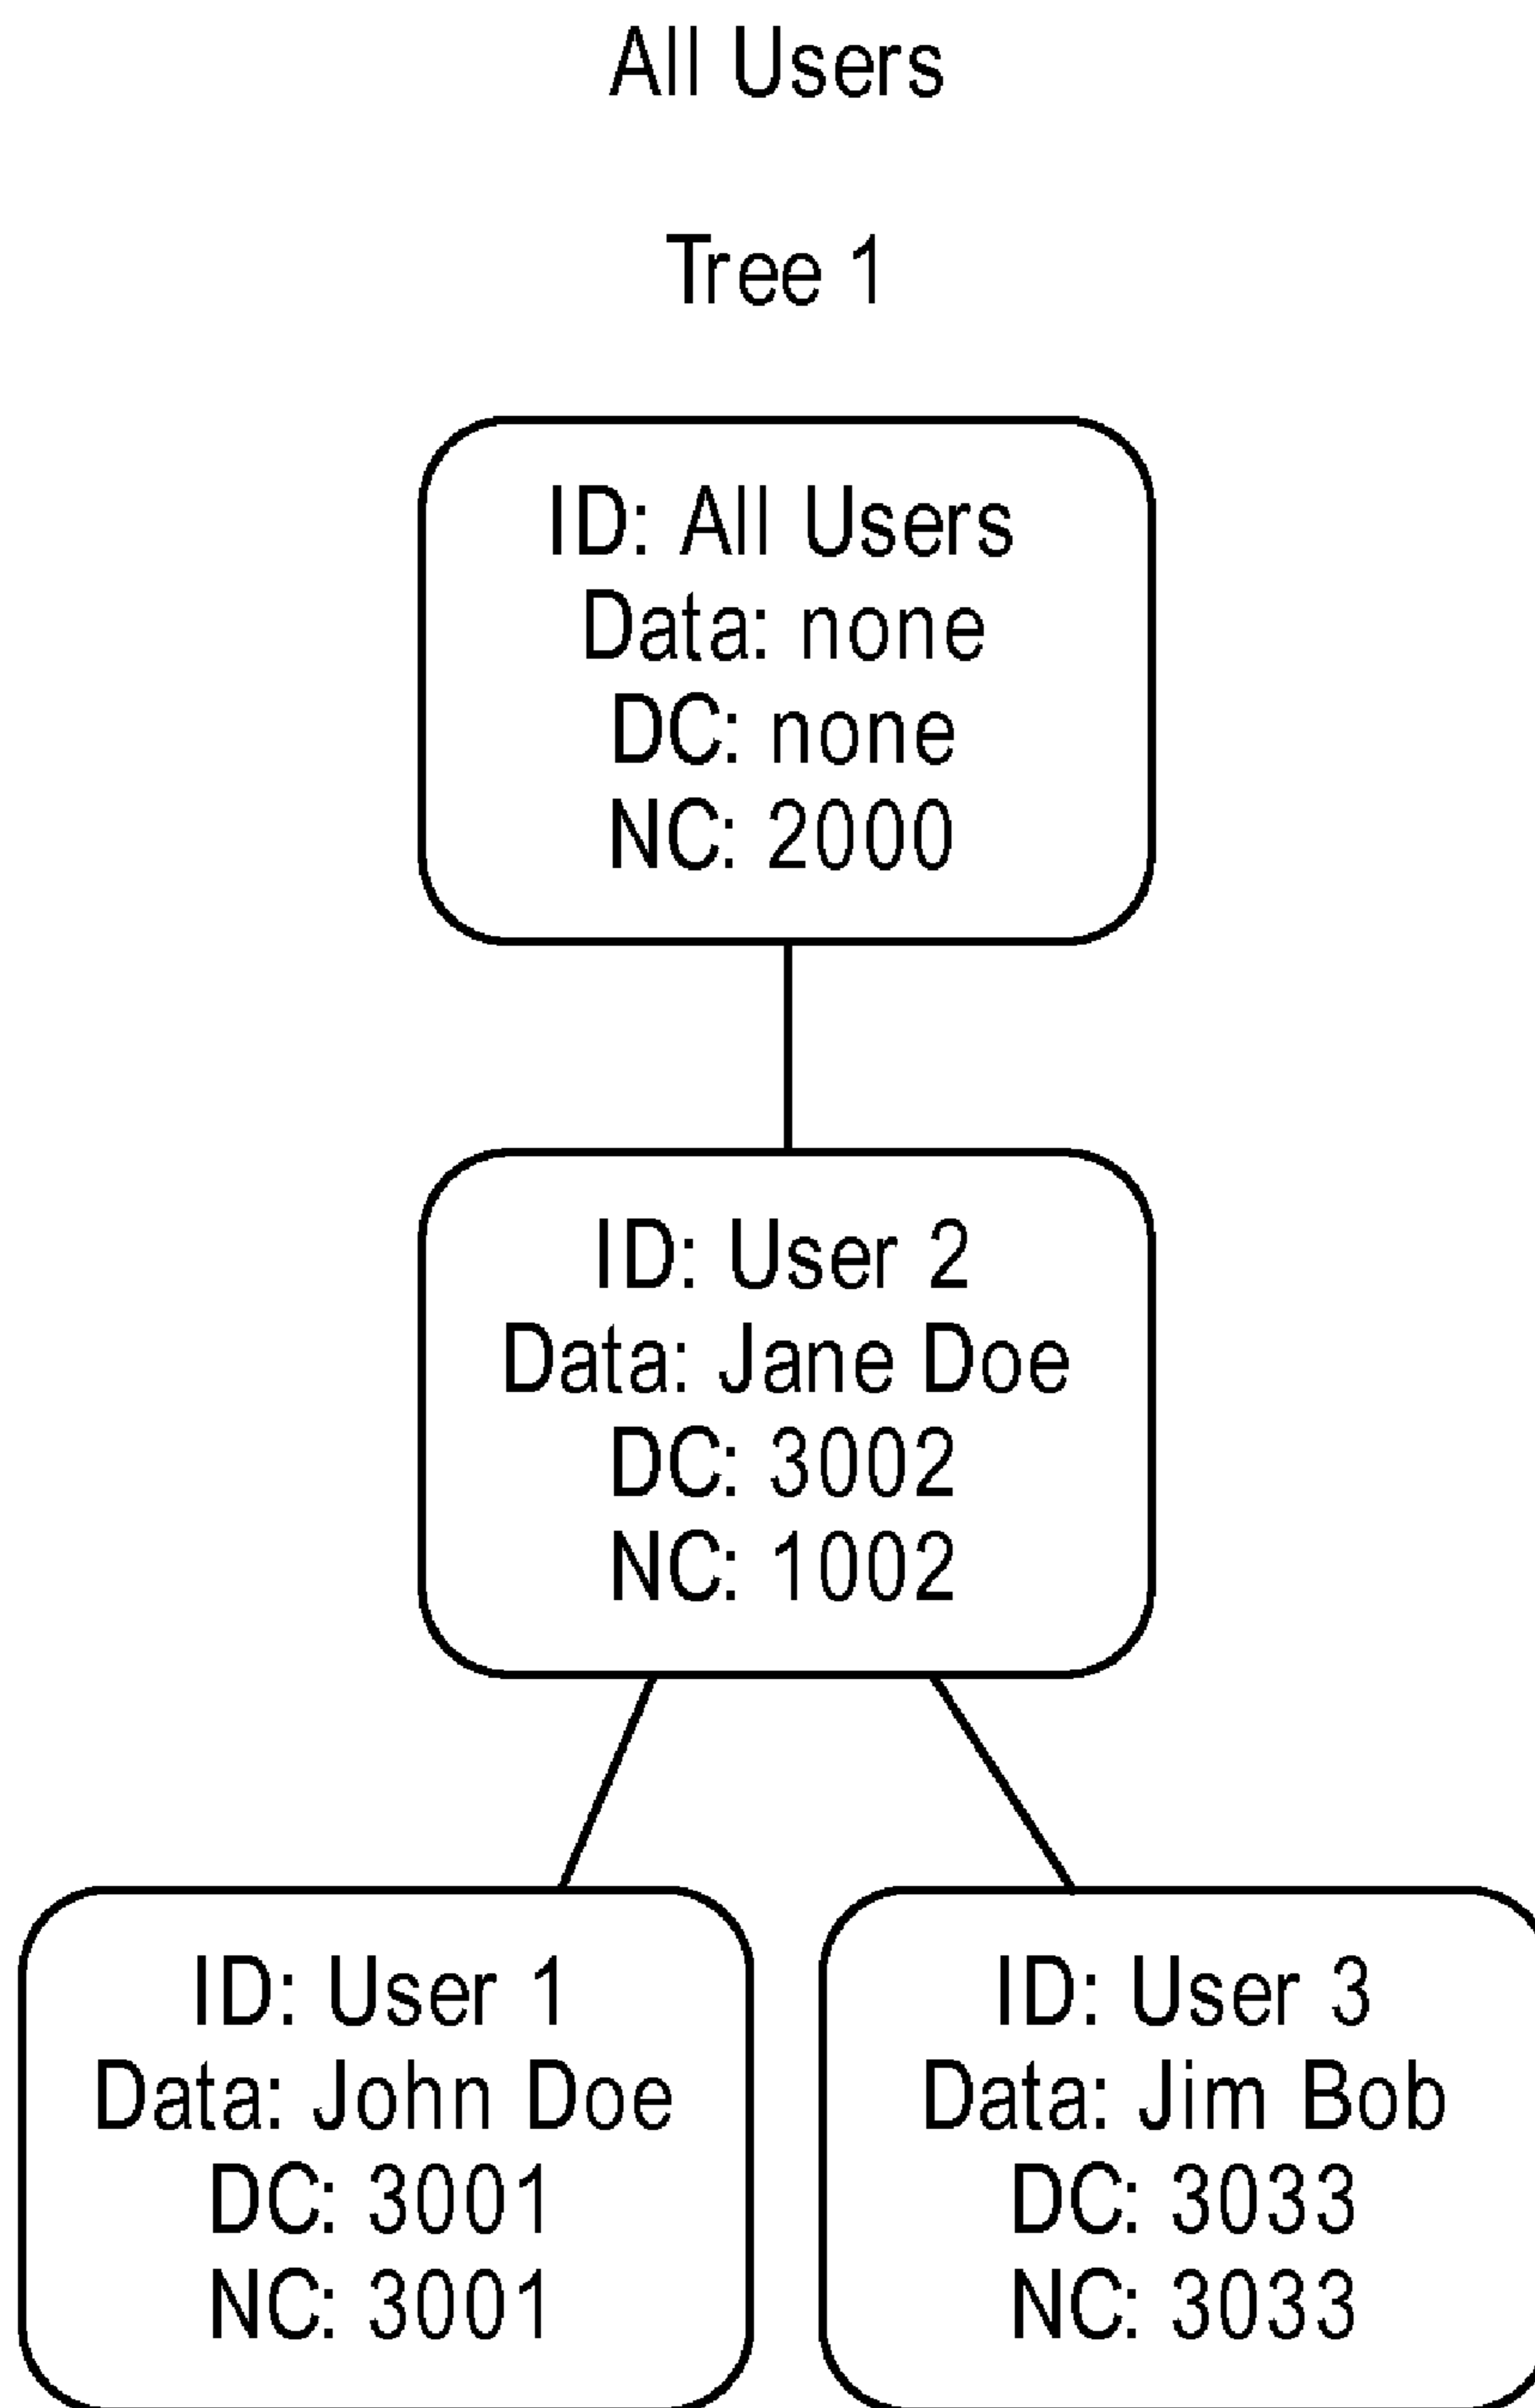 All Users
Tree 1
ID: All Users
Data: none
DC: none
NC: 2000
ID: User 2
Data: Jane Doe
DC: 3002
NC: 1002
ID: User 1
Data: John Doe
DC: 3001
NC: 3001
ID: User 3
Data: Jim Bob
DC: 3033
NC: 3033